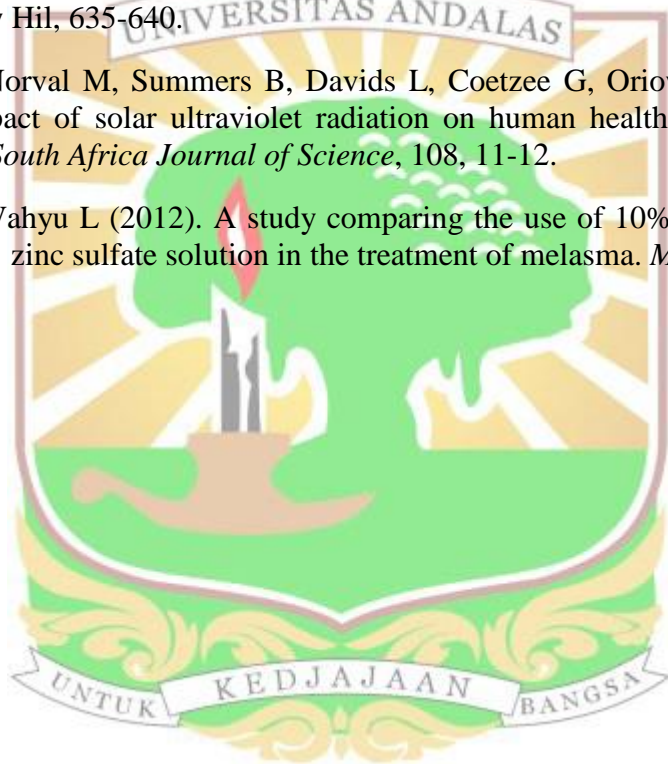 Hil, 635-640.
UNIVERSITAS ANDALAS
Norval M, Summers B, Davids L, Coetzee G,
of solar ultraviolet radiation on human health
South Africa Journal of Science, 108, 11-12.
Wahyu L (2012). A study comparing the use of 10%
zinc sulfate solution in the treatment of melasma.
UNTUK KEDJAJAAN BANGSA